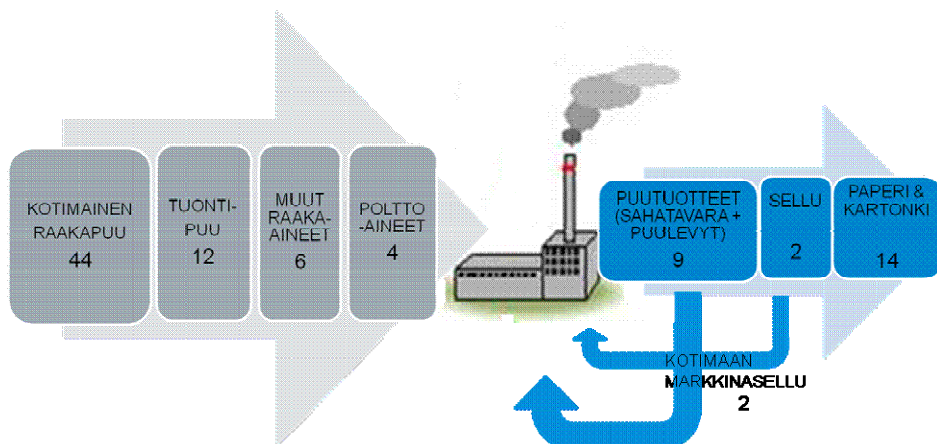 KOTIMAINEN
RAAKAPUU
44
TUONTI-
PUU
12
MUUT
RAAKA-
AINEET
6
POLTTO
-AINEET
4
PUUTUOTTEET
(SAHATAVARA +
PUULEVYT)
9
SELLU
2
PAPERI &
KARTONKI
14
KOTIMAAN
MARKKINASELLU
2